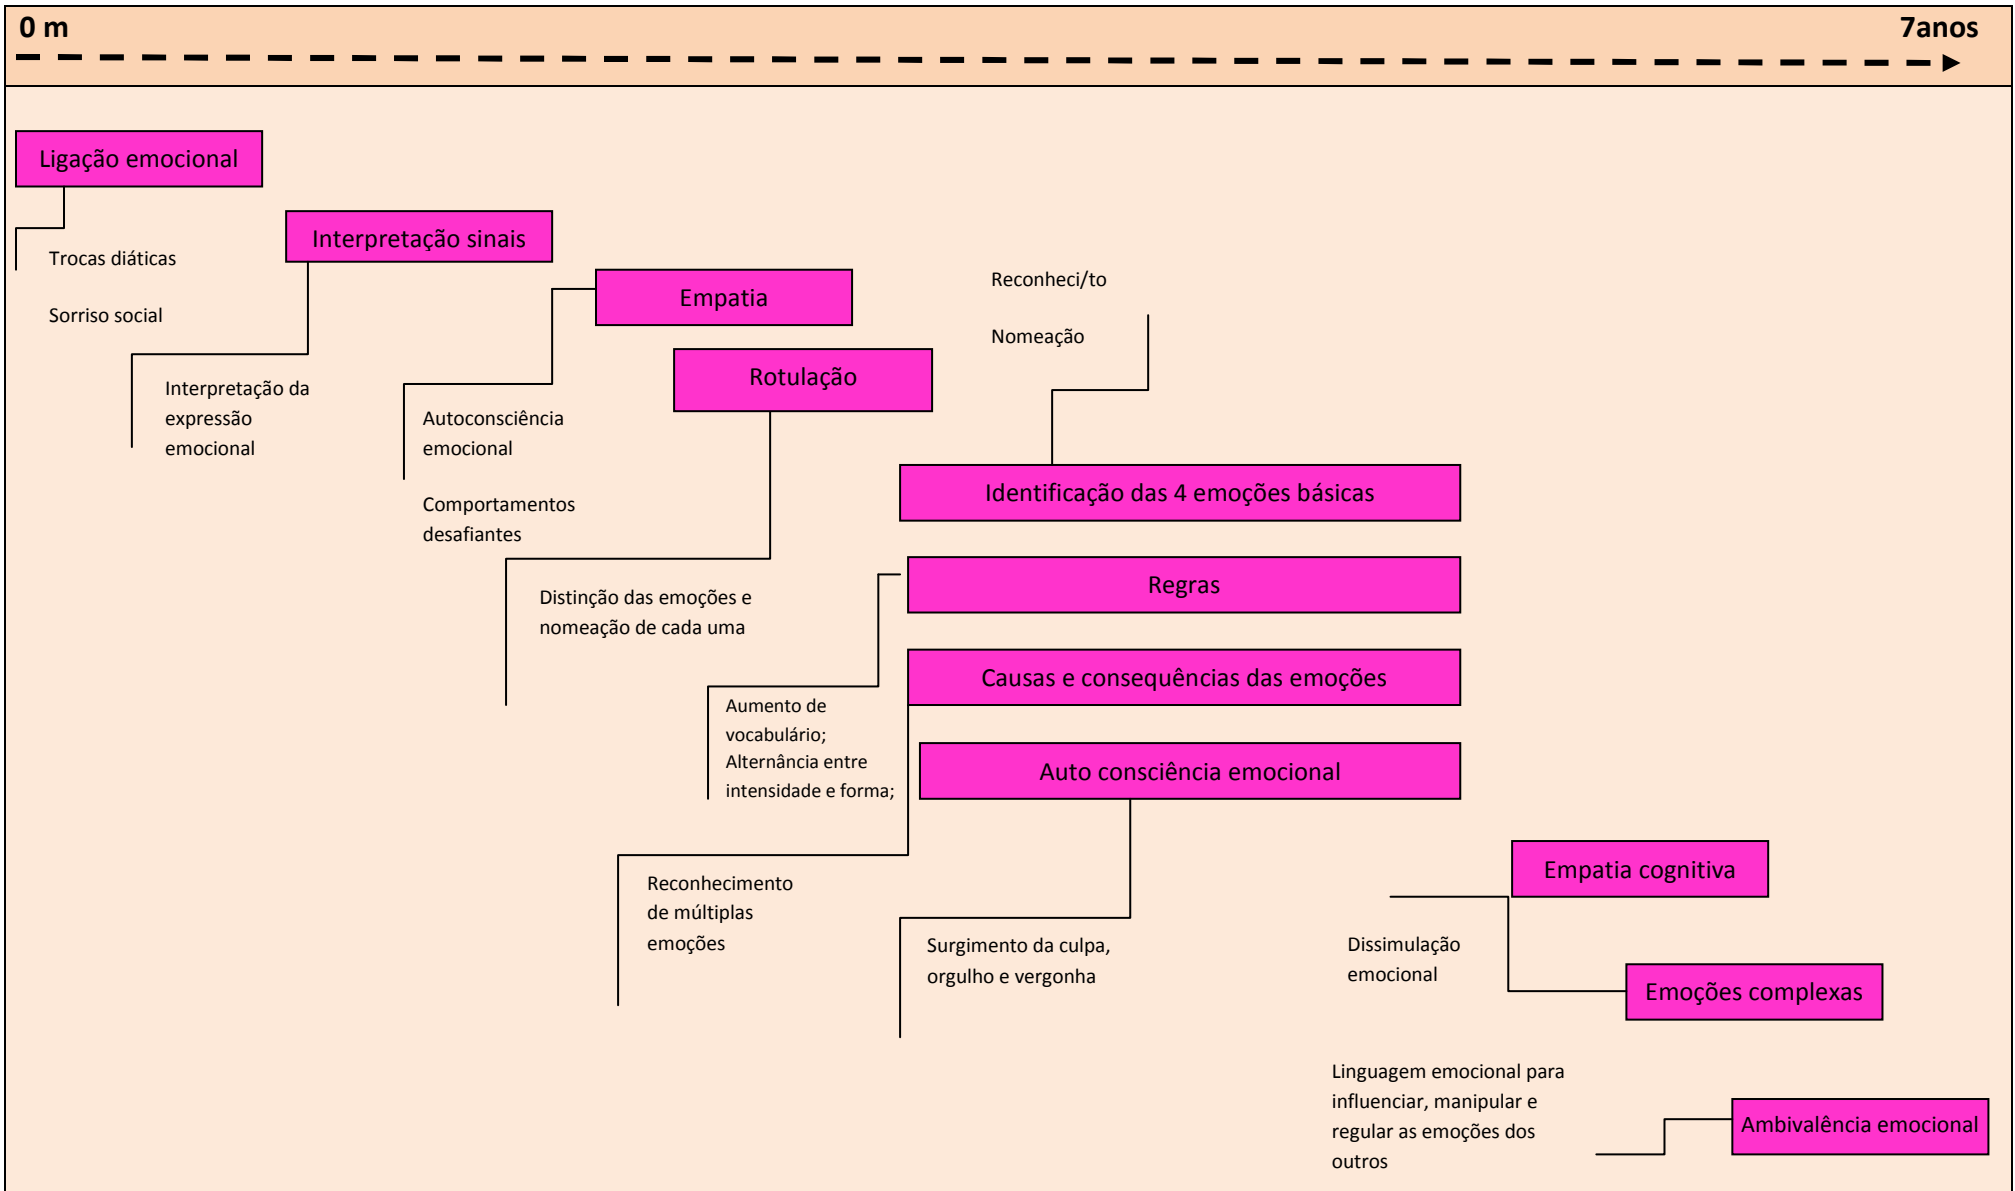 0 m
7anos
Ligação emocional
Trocas diáticas
Sorriso social
Interpretação sinais
Interpretação da
expressão
emocional
Empatia
Autoconsciência
emocional
Comportamentos
desafiantes
Rotulação
Distinção das emoções e
nomeação de cada uma
Reconheci/to
Nomeação
Identificação das 4 emoções básicas
Regras
Aumento de
vocabulário;
Alternância entre
intensidade e forma;
Causas e consequências das emoções
Reconhecimento
de múltiplas
emoções
Auto consciência emocional
Surgimento da culpa,
orgulho e vergonha
Empatia cognitiva
Dissimulação
emocional
Emoções complexas
Linguagem emocional para
influenciar, manipular e
regular as emoções dos
outros
Ambivalência emocional